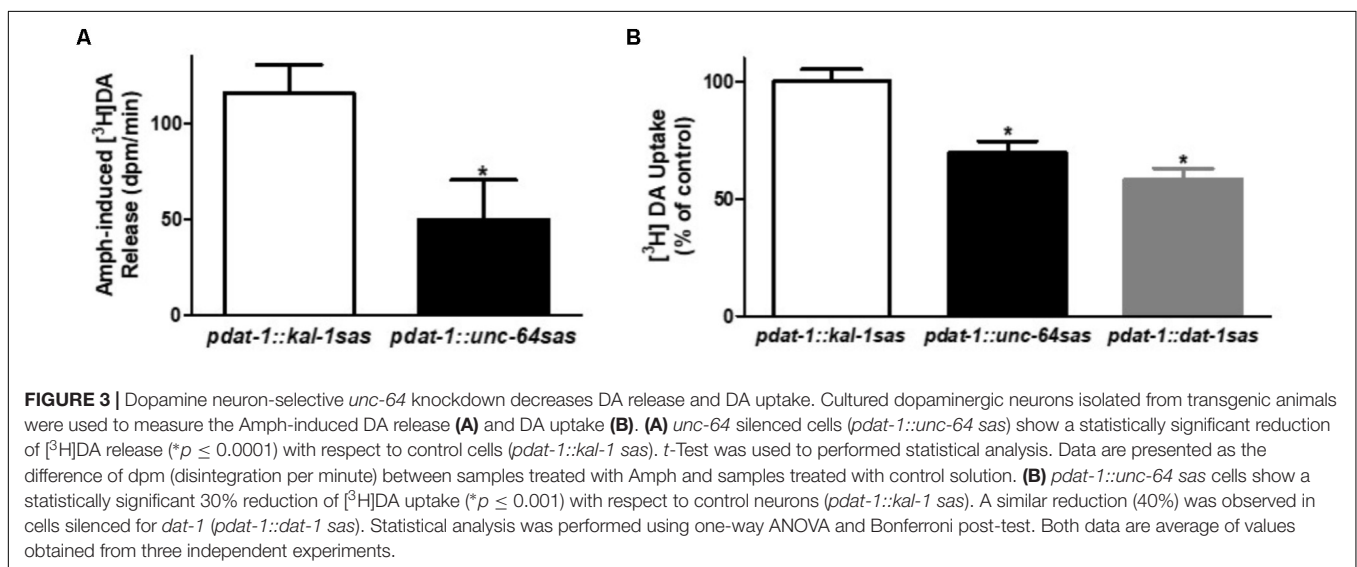 A
B
Amph-induced [³H]DA
Release (dpm/min)
100
50
0
*
pdat-1::kal-1sas pdat-1::unc-64sas
[³H] DA Uptake
(% of control)
100
50
0
*
*
pdat-1::kal-1sas pdat-1::unc-64sas pdat-1::dat-1sas
FIGURE 3 | Dopamine neuron-selective unc-64 knockdown decreases DA release and DA uptake. Cultured dopaminergic neurons isolated from transgenic animals
were used to measure the Amph-induced DA release (A) and DA uptake (B). (A) unc-64 silenced cells (pdat-1::unc-64 sas) show a statistically significant reduction
of [³H]DA release (*p ≤ 0.0001) with respect to control cells (pdat-1::kal-1 sas). t-Test was used to performed statistical analysis. Data are presented as the
difference of dpm (disintegration per minute) between samples treated with Amph and samples treated with control solution. (B) pdat-1::unc-64 sas cells show a
statistically significant 30% reduction of [³H]DA uptake (*p ≤ 0.001) with respect to control neurons (pdat-1::kal-1 sas). A similar reduction (40%) was observed in
cells silenced for dat-1 (pdat-1::dat-1 sas). Statistical analysis was performed using one-way ANOVA and Bonferroni post-test. Both data are average of values
obtained from three independent experiments.